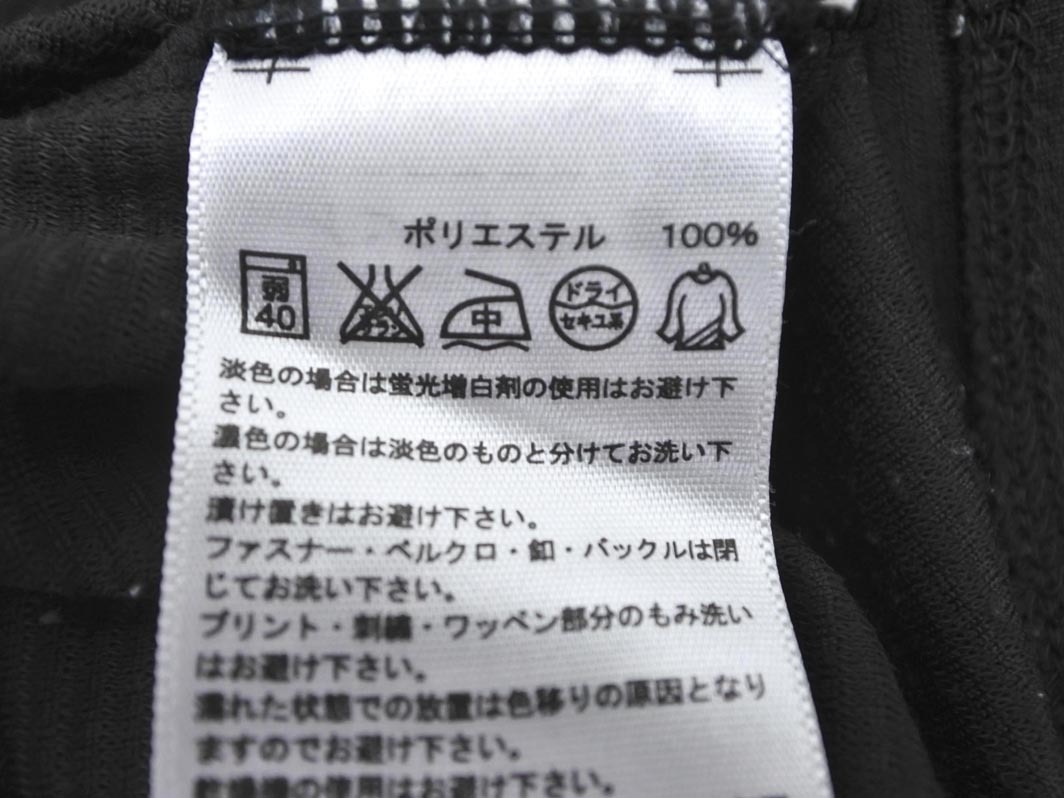 ポリエステル 100%
弱 40
エンソ サラシ
中
ドライ セキユ系
淡色の場合は蛍光増白剤の使用はお避け下
さい。
濃色の場合は淡色のものと分けてお洗い下
さい。
漬け置きはお避け下さい。
ファスナー・ベルクロ・釦・バックルは閉
じてお洗い下さい。
プリント・刺繍・ワッペン部分のもみ洗い
はお避け下さい。
濡れた状態での放置は色移りの原因となり
ますのでお避け下さい。
乾燥機の使用はお避け下さい。